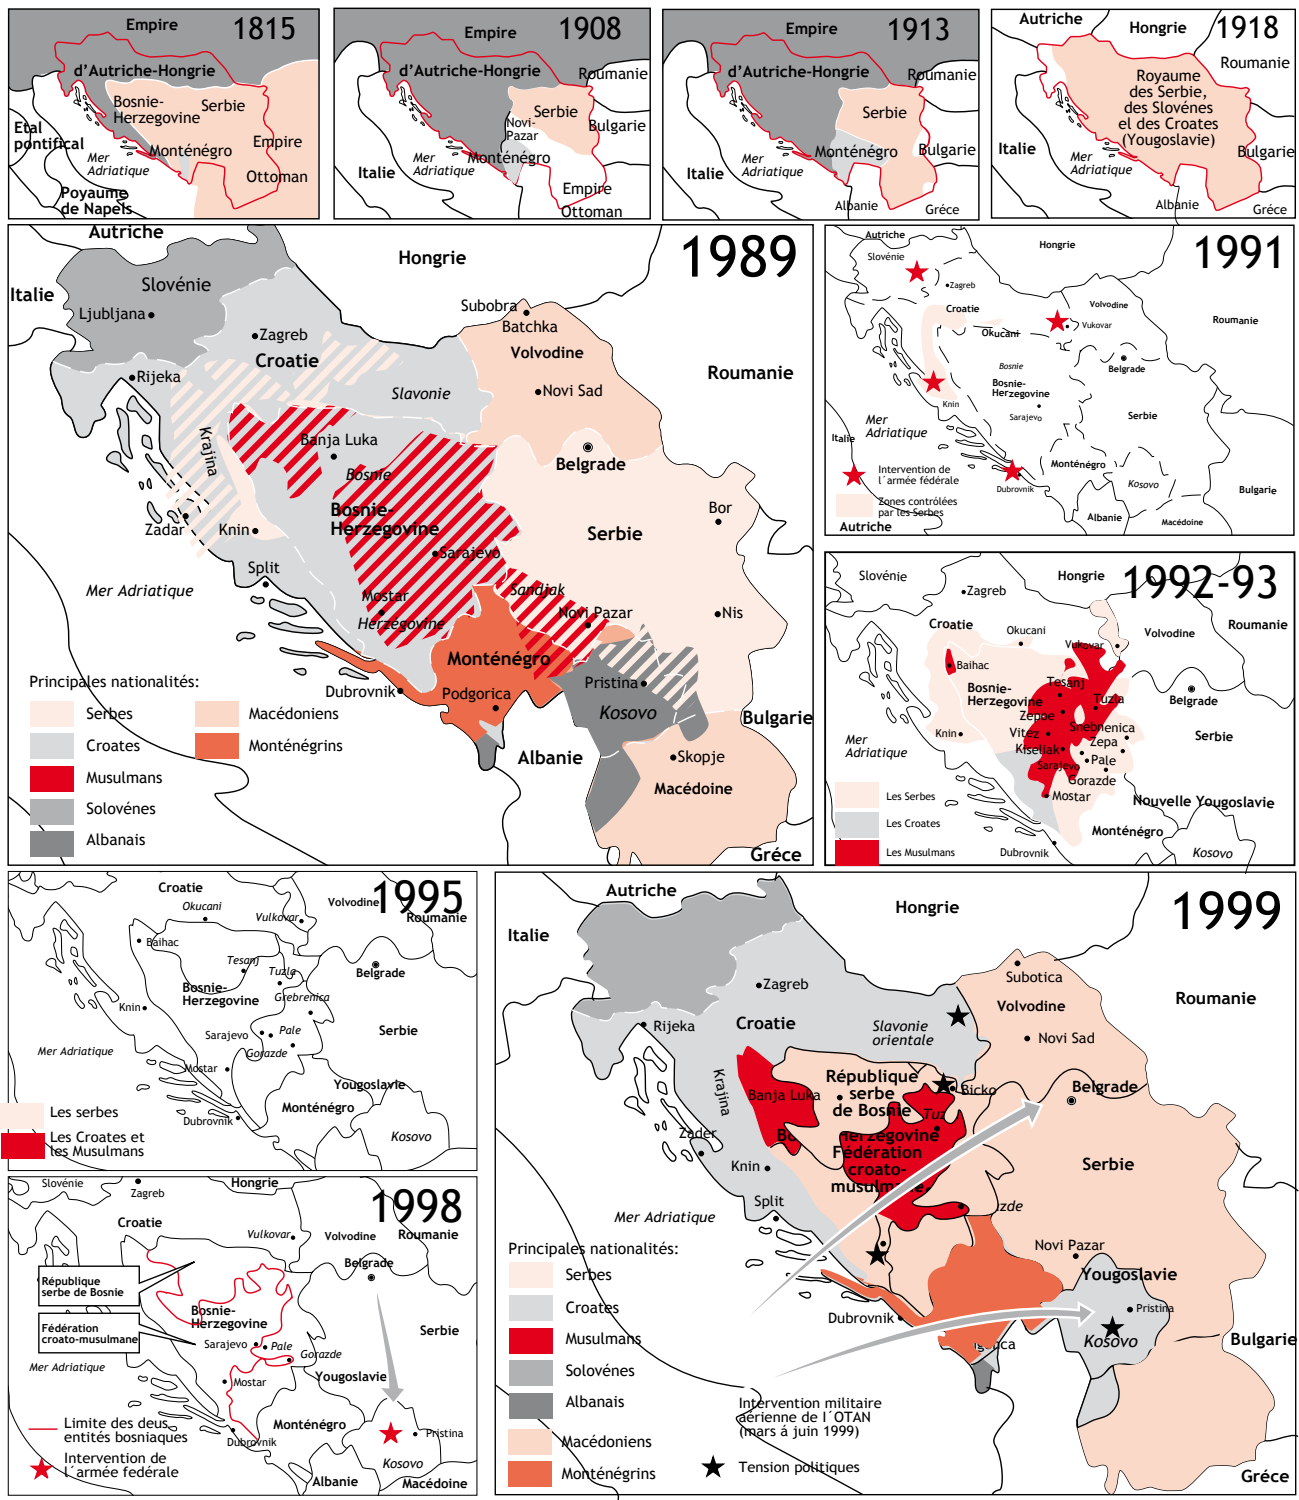 1815
Empire
d'Autriche-Hongrie
Bosnie-
Herzegovine
Serbie
Etal
pontifical
Empire
Monténégro
Mer
Adriatique
Ottoman
Poyaume
de Napels
1908
Empire
d'Autriche-Hongrie
Roumanie
Serbie
Novi-
Pazar
Bulgarie
Monténégro
Mer
Adriatique
Italie
Empire
Ottoman
1913
Empire
d'Autriche-Hongrie
Roumanie
Serbie
Monténégro
Bulgarie
Mer
Adriatique
Italie
Albanie
Gréce
1918
Autriche
Hongrie
Roumanie
Royaume
des Serbie,
des Slovénes
el des Croates
(Yougoslavie)
Italie
Mer
Adriatique
Bulgarie
Albanie
Gréce
1989
Autriche
Hongrie
Italie
Slovénie
Ljubljana
Subobra
Batchka
Zagreb
Croatie
Volvodine
Roumanie
Rijeka
Slavonie
Novi Sad
Krajina
Banja Luka
Belgrade
Bosnie
Bosnie-
Herzegovine
Bor
Zadar
Knin
Serbie
Sarajevo
Split
Mer Adriatique
Mostar
Sandjak
Herzégovine
Novi Pazar
Nis
Monténégro
Principales nationalités:
Dubrovnik
Podgorica
Pristina
Kosovo
Bulgarie
Serbes
Macédoniens
Croates
Monténégrins
Albanie
Skopje
Musulmans
Macédoine
Solovénes
Albanais
Gréce
1991
Autriche
Hongrie
Slovénie
Zagreb
Croatie
Volvodine
Okucani
Vukovar
Roumanie
Bosnie
Belgrade
Bosnie-
Herzegovine
Knin
Sarajevo
Serbie
Mer
Adriatique
Italie
Monténégro
Intervention de
l´armée fédérale
Dubrovnik
Kosovo
Bulgarie
Zones contrôlées
par les Serbes
Albanie
Macédoine
Autriche
1992-93
Slovénie
Hongrie
Zagreb
Croatie
Okucani
Vukovar
Volvodine
Roumanie
Baihac
Bosnie-
Herzegovine
Tesanj
Tuzla
Belgrade
Zepoe
Knin
Vitez
Snebnenica
Zepa
Serbie
Kiseliak
Pale
Sarajevo
Gorazde
Mer
Adriatique
Mostar
Nouvelle Yougoslavie
Les Serbes
Les Croates
Les Musulmans
Monténégro
Dubrovnik
Kosovo
1995
Croatie
Okucani
Vulkovar
Volvodine
Roumanie
Baihac
Tesanj
Tuzla
Belgrade
Bosnie-
Herzegovine
Grebrenica
Knin
Sarajevo
Pale
Serbie
Mer Adriatique
Gorazde
Mostar
Yougoslavie
Les serbes
Monténégro
Dubrovnik
Les Croates et
les Musulmans
Kosovo
1998
Slovénie
Zagreb
Hongrie
Croatie
Vulkovar
Volvodine
Roumanie
Belgrade
République
serbe de Bosnie
Bosnie-
Herzegovine
Fédération
croato-musulmane
Serbie
Sarajevo
Pale
Gorazde
Mer Adriatique
Mostar
Yougoslavie
Limite des deus
entités bosniaques
Monténégro
Dubrovnik
Pristina
Intervention de
l´armée fedérale
Kosovo
Albanie
Macédoine
1999
Autriche
Hongrie
Italie
Zagreb
Subotica
Volvodine
Roumanie
Rijeka
Croatie
Slavonie
orientale
Novi Sad
Krajina
Banja Luka
République
serbe
de Bosnie
Bicko
Belgrade
Tuz
Zader
Bo
Herzegovine
Fédération
croato-
musulmane
Knin
Serbie
Split
zde
Mer Adriatique
Novi Pazar
Principales nationalités:
Yougoslavie
Serbes
Croates
Dubrovnik
Pristina
Musulmans
Kosovo
Bulgarie
Solovénes
Albanais
Intervention militaire
aérienne de l´OTAN
(mars á juin 1999)
Macédoniens
Monténégrins
Tension politiques
Gréce